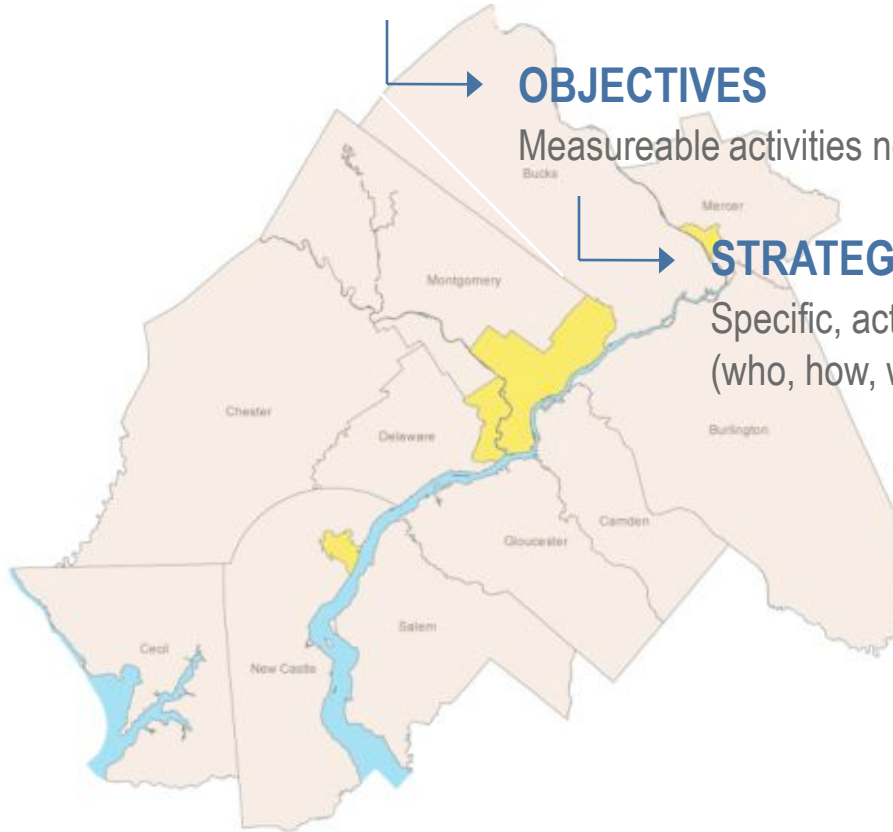 OBJECTIVES
Measureable activities n
Bucks
Mercer
STRATEG
Montgomery
Specific, act
(who, how, w
Chester
Delaware
Burlington
Camden
Gloucester
Salem
Cecil
New Castle